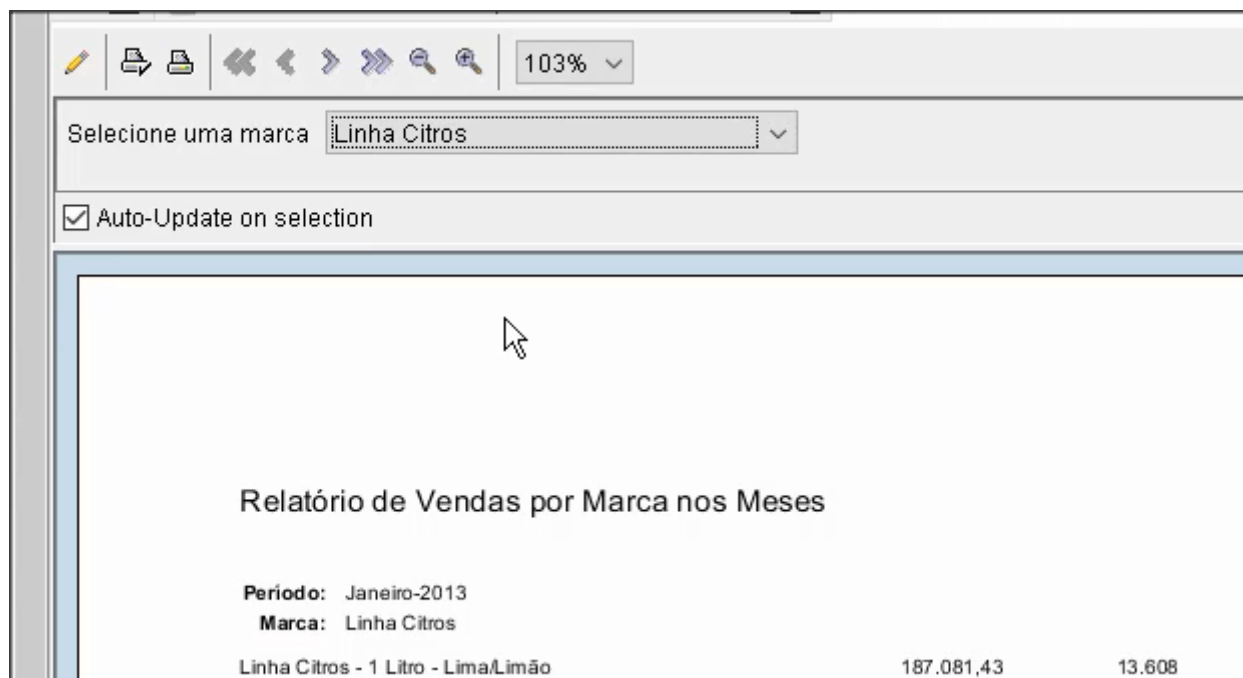 103%
Selecione uma marca Linha Citros
Auto-Update on selection
Relatório de Vendas por Marca nos Meses
Período: Janeiro-2013
Marca: Linha Citros
Linha Citros - 1 Litro - Lima/Limão 187.081,43 13.608